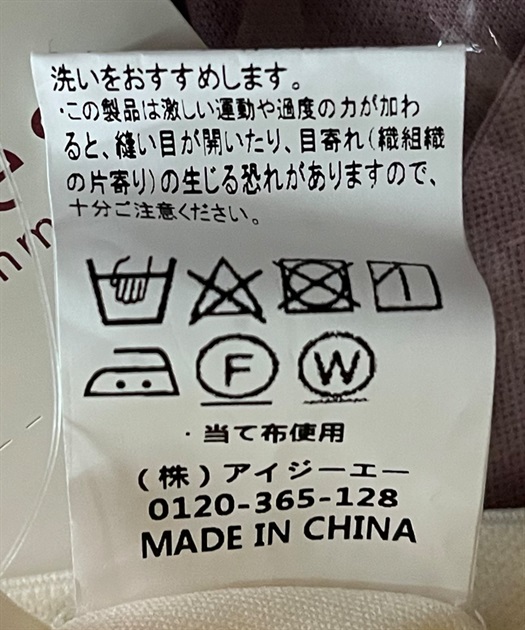 洗いをおすすめします。
・この製品は激しい運動や過度の力が加わ
ると、縫い目が開いたり、目寄れ(織組織
の片寄り)の生じる恐れがありますので、
十分ご注意ください。
F
W
・当て布使用
(株)アイジーエー
0120-365-128
MADE IN CHINA